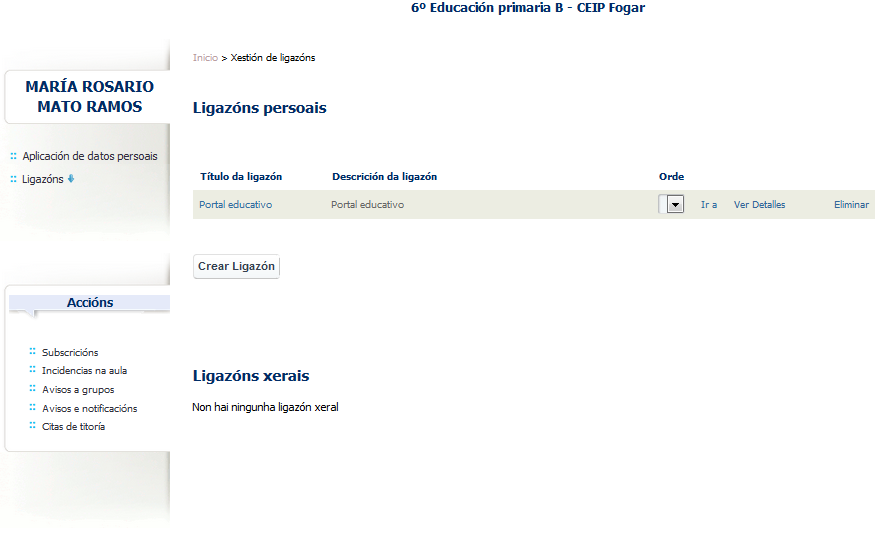 6º Educación primaria B - CEIP Fogar
Inicio > Xestión de ligazóns
MARÍA ROSARIO
MATO RAMOS
Aplicación de datos persoais
Ligazóns
Ligazóns persoais
Título da ligazón Descrición da ligazón Orde
Portal educativo Portal educativo Ir a Ver Detalles Eliminar
Crear Ligazón
Accións
Subscricións
Incidencias na aula
Avisos a grupos
Avisos e notificacións
Citas de titoría
Ligazóns xerais
Non hai ningunha ligazón xeral